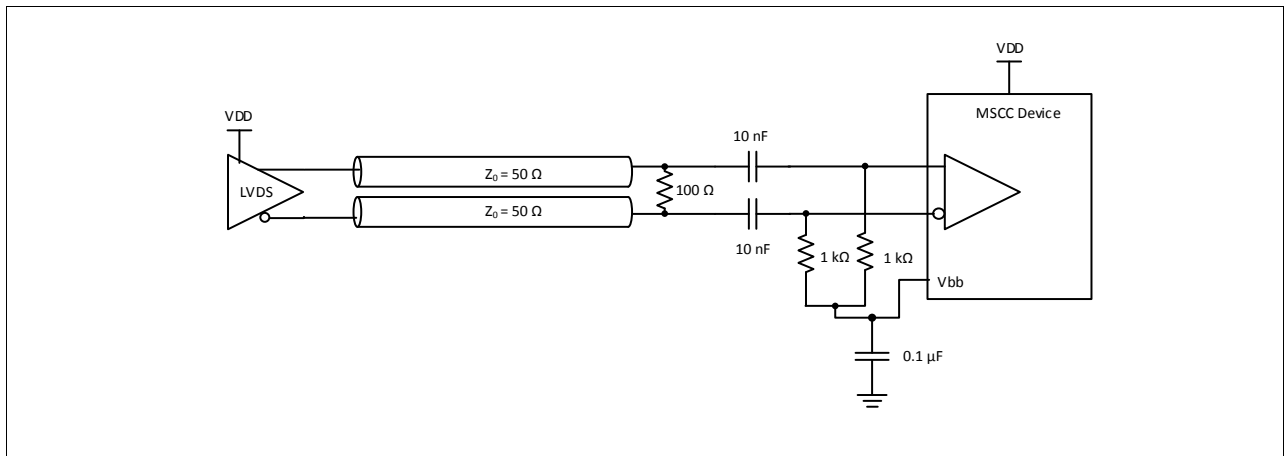 VDD
MSCC Device
VDD
10 nF
LVDS
Z₀ = 50 Ω
100 Ω
Z₀ = 50 Ω
10 nF
1 kΩ
1 kΩ
Vbb
0.1 µF